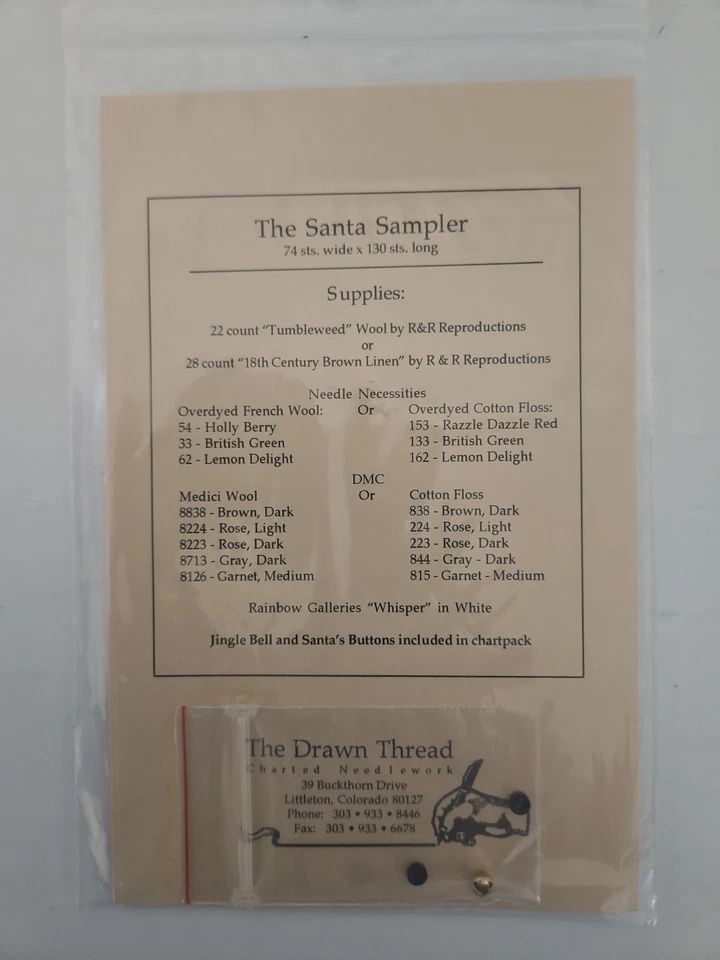 The Santa Sampler
74 sts. wide x 130 sts. long
Supplies:
22 count “Tumbleweed” Wool by R&R Reproductions
or
28 count “18th Century Brown Linen” by R & R Reproductions
Needle Necessities
Overdyed French Wool: Or Overdyed Cotton Floss:
54 - Holly Berry 153 - Razzle Dazzle Red
33 - British Green 133 - British Green
62 - Lemon Delight 162 - Lemon Delight
DMC
Medici Wool Or Cotton Floss
8838 - Brown, Dark 838 - Brown, Dark
8224 - Rose, Light 224 - Rose, Light
8223 - Rose, Dark 223 - Rose, Dark
8713 - Gray, Dark 844 - Gray - Dark
8126 - Garnet, Medium 815 - Garnet - Medium
Rainbow Galleries “Whisper” in White
Jingle Bell and Santa’s Buttons included in chartpack
The Drawn Thread
Charted Needlework
39 Buckthorn Drive
Littleton, Colorado 80127
Phone: 303 • 933 • 8446
Fax: 303 • 933 • 6678